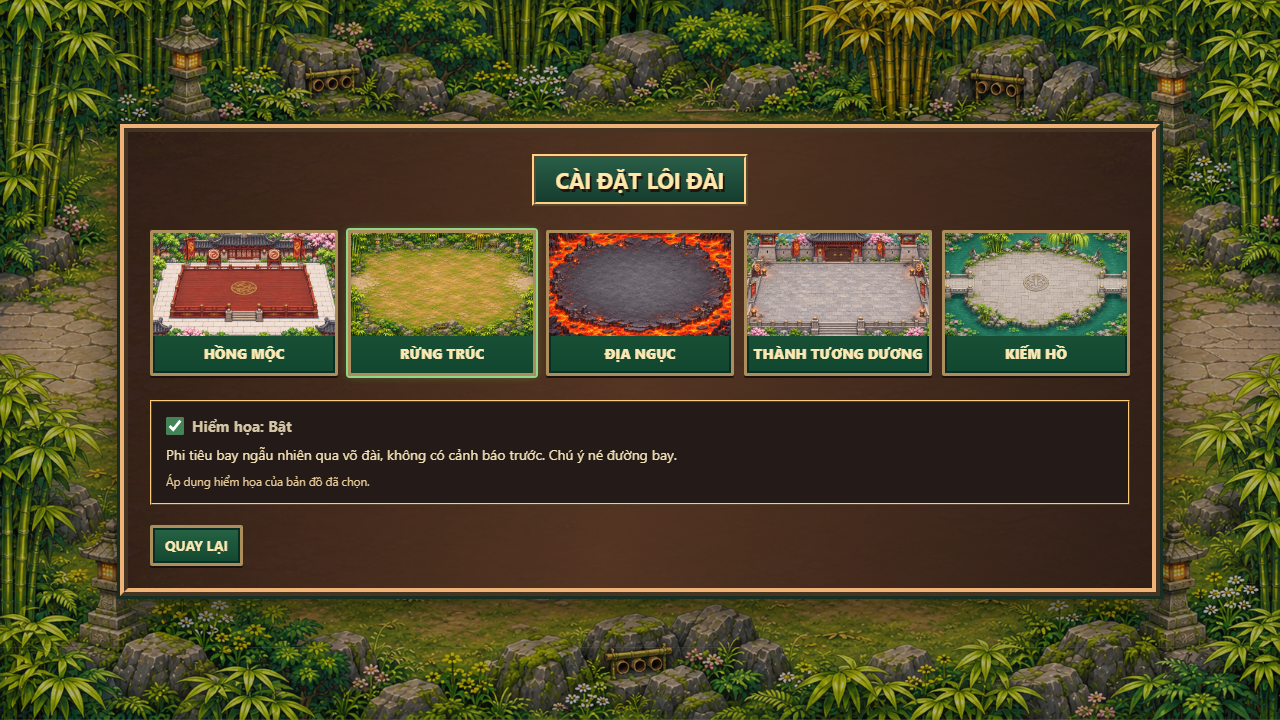 CÀI ĐẶT LÔI ĐÀI
HỒNG MỘC
RỪNG TRÚC
ĐỊA NGỤC
THÀNH TƯƠNG DƯƠNG
KIẾM HỒ
Hiểm họa: Bật
Phi tiêu bay ngẫu nhiên qua võ đài, không có cảnh báo trước. Chú ý né đường bay.
Áp dụng hiểm họa của bản đồ đã chọn.
QUAY LẠI